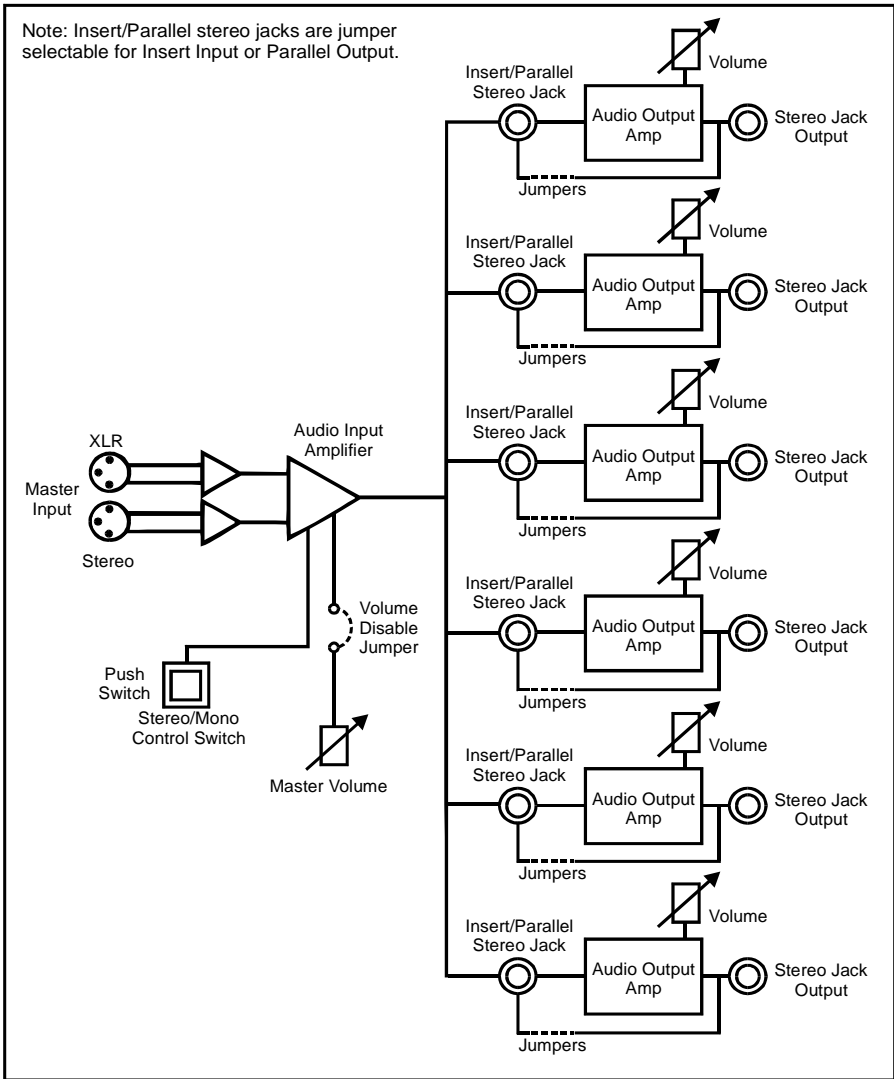 Note: Insert/Parallel stereo jacks are jumper
selectable for Insert Input or Parallel Output.
Insert/Parallel
Stereo Jack
Volume
Audio Output
Amp
Stereo Jack
Output
Jumpers
Insert/Parallel
Stereo Jack
Volume
Audio Output
Amp
Stereo Jack
Output
Jumpers
Insert/Parallel
Stereo Jack
Volume
Audio Output
Amp
Stereo Jack
Output
Jumpers
XLR
Master
Input
Stereo
Audio Input
Amplifier
Volume
Disable
Jumper
Push
Switch
Stereo/Mono
Control Switch
Master Volume
Insert/Parallel
Stereo Jack
Volume
Audio Output
Amp
Stereo Jack
Output
Jumpers
Insert/Parallel
Stereo Jack
Volume
Audio Output
Amp
Stereo Jack
Output
Jumpers
Insert/Parallel
Stereo Jack
Volume
Audio Output
Amp
Stereo Jack
Output
Jumpers